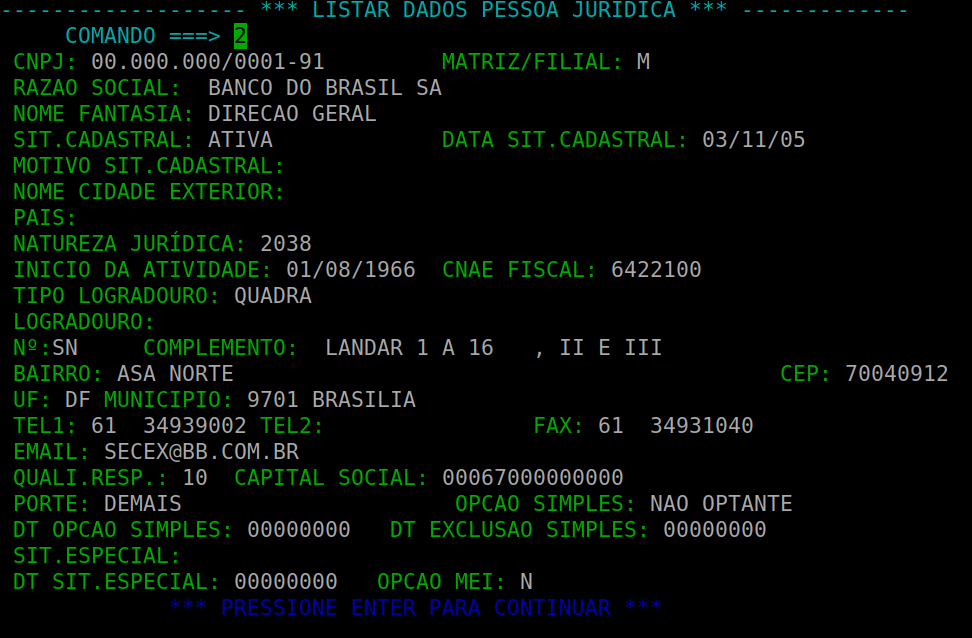 ------------------- *** LISTAR DADOS PESSOA JURIDICA *** -------------
COMANDO ===> 2
CNPJ: 00.000.000/0001-91 MATRIZ/FILIAL: M
RAZAO SOCIAL: BANCO DO BRASIL SA
NOME FANTASIA: DIRECAO GERAL
SIT.CADASTRAL: ATIVA DATA SIT.CADASTRAL: 03/11/05
MOTIVO SIT.CADASTRAL:
NOME CIDADE EXTERIOR:
PAIS:
NATUREZA JURÍDICA: 2038
INICIO DA ATIVIDADE: 01/08/1966 CNAE FISCAL: 6422100
TIPO LOGRADOURO: QUADRA
LOGRADOURO:
Nº:SN COMPLEMENTO: LANDAR 1 A 16 , II E III
BAIRRO: ASA NORTE CEP: 70040912
UF: DF MUNICIPIO: 9701 BRASILIA
TEL1: 61 34939002 TEL2: FAX: 61 34931040
EMAIL: SECEX@BB.COM.BR
QUALI.RESP.: 10 CAPITAL SOCIAL: 00067000000000
PORTE: DEMAIS OPCAO SIMPLES: NAO OPTANTE
DT OPCAO SIMPLES: 00000000 DT EXCLUSAO SIMPLES: 00000000
SIT.ESPECIAL:
DT SIT.ESPECIAL: 00000000 OPCAO MEI: N
*** PRESSIONE ENTER PARA CONTINUAR ***